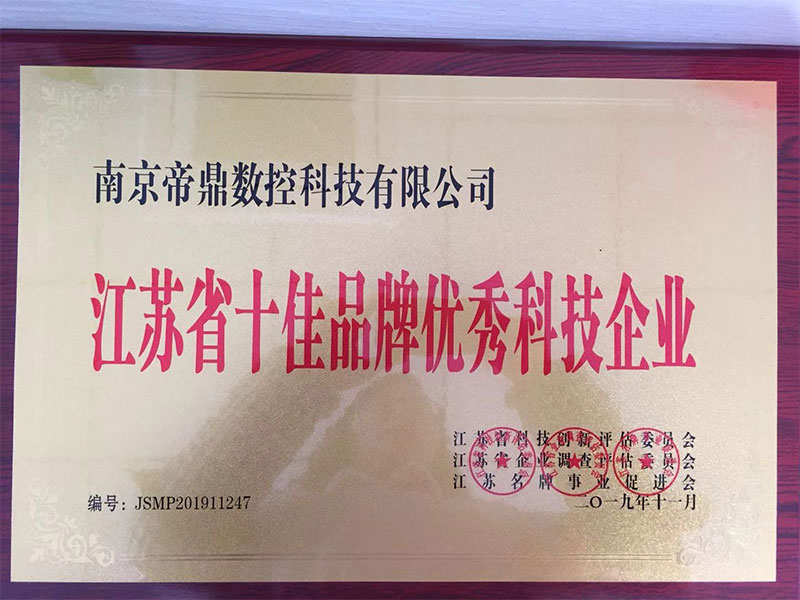 南京帝鼎数控科技有限公司
江苏省十佳品牌优秀科技企业
江苏省科技创新评估委员会
江苏省企业调查评估委员会
江苏名牌事业促进会
编号：JSMP201911247
二〇一九年十一月